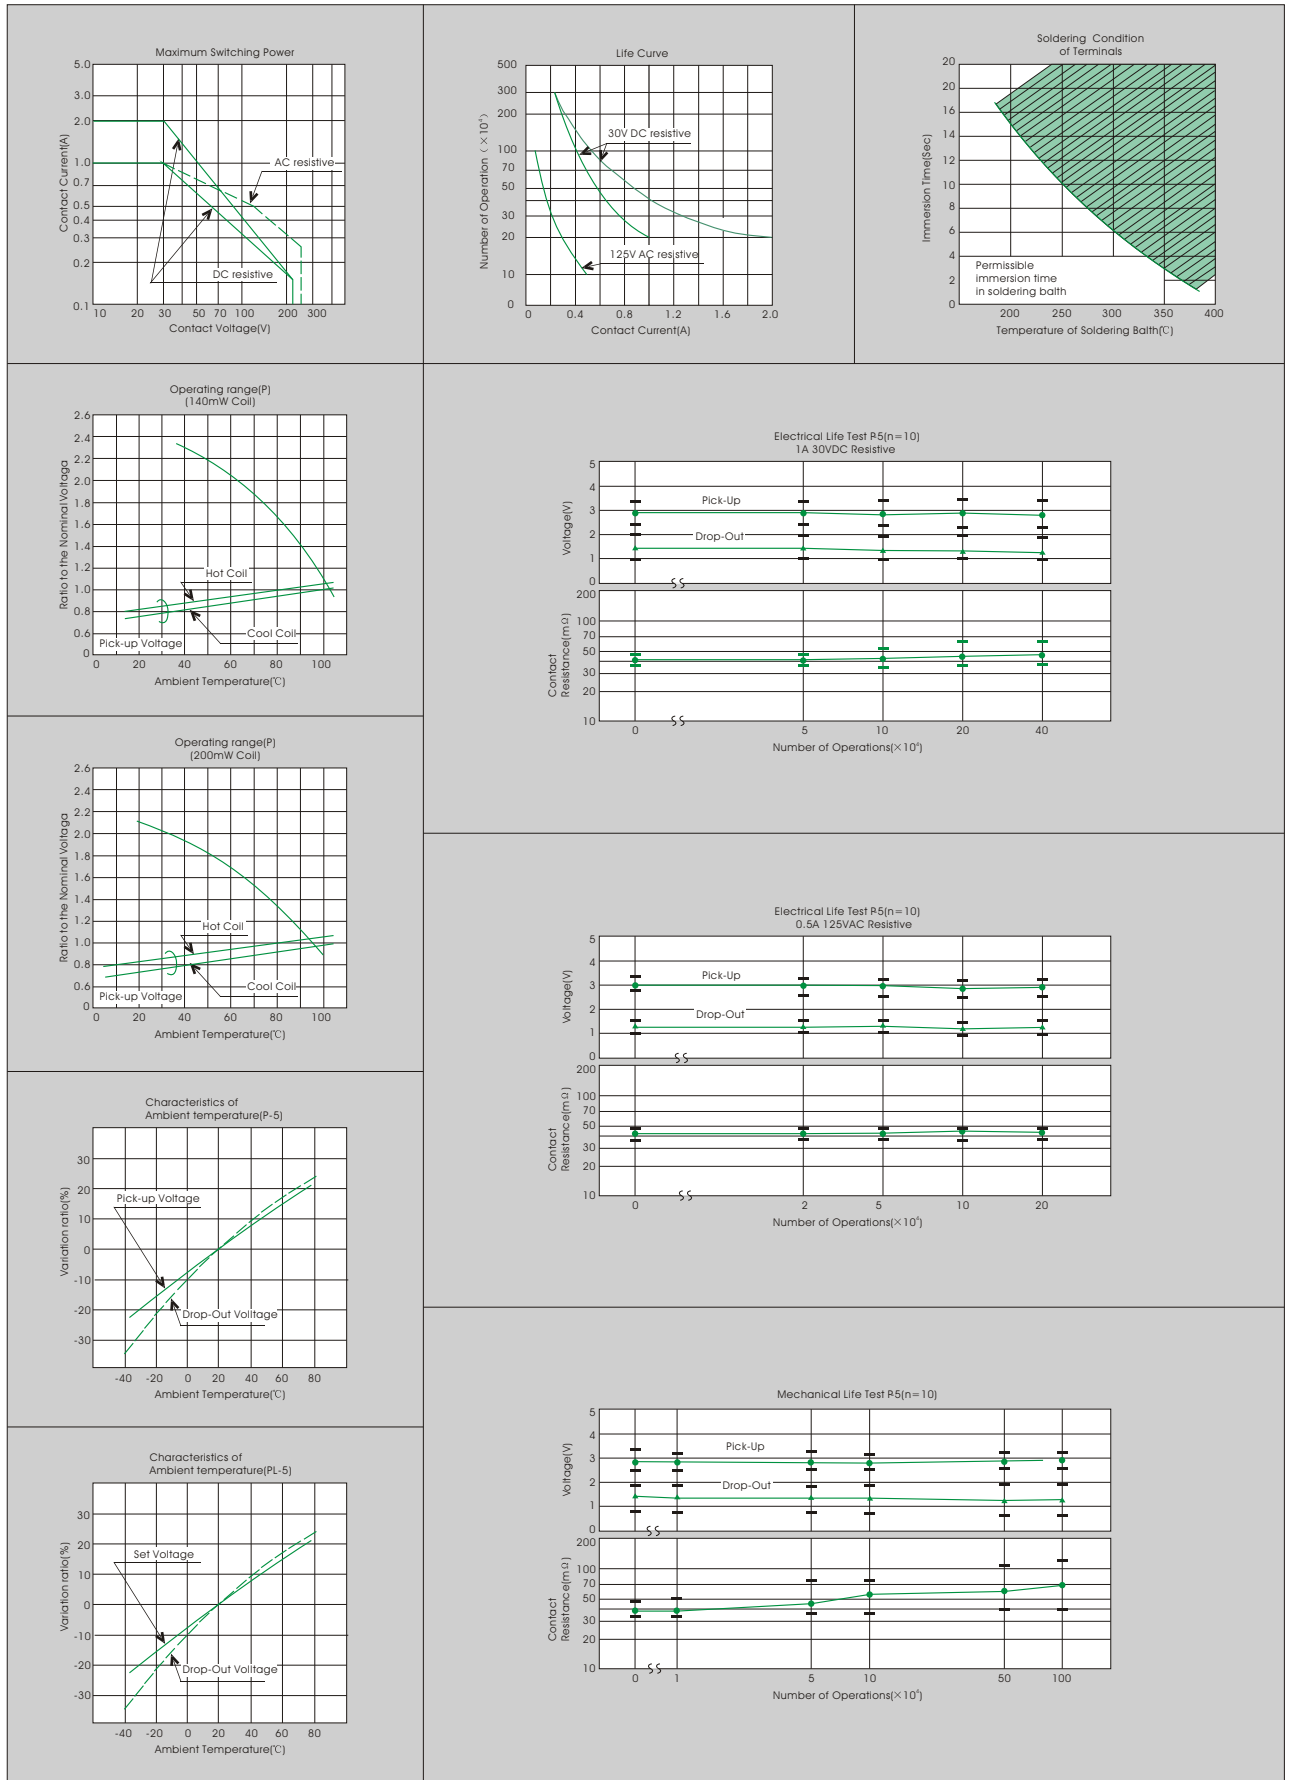 Maximum Switching Power
5.0
3.0
2.0
1.0
0.7
0.5
0.4
0.3
0.2
0.1
Contact Current(A)
AC resistive
DC resistive
10 20 30 50 70 100 200 300
Contact Voltage(V)
Life Curve
500
300
200
100
70
50
30
20
10
0
Number of Operation（×10⁴）
30V DC resistive
125V AC resistive
0 0.4 0.8 1.2 1.6 2.0
Contact Current(A)
Soldering Condition
of Terminals
20
20
16
14
12
10
8
6
4
2
0
Immersion Time(Sec)
Permissible
immersion time
in soldering balth
200 250 300 350 400
Temperature of Soldering Balth(℃)
Operating range(P)
(140mW Coil)
2.6
2.4
2.2
2.0
1.8
1.6
1.4
1.2
1.0
0.8
0.6
0
Ratio to the Nominal Voltaga
Hot Coil
Cool Coil
Pick-up Voltage
0 20 40 60 80 100
Ambient Temperature(℃)
Electrical Life Test P-5(n=10)
1A 30VDC Resistive
5
4
3
2
1
0
Voltage(V)
Pick-Up
Drop-Out
200
100
70
50
30
20
10
Contact
Resistance(mΩ)
0 5 10 20 40
Number of Operations(×10⁴)
Operating range(P)
(200mW Coil)
2.6
2.4
2.2
2.0
1.8
1.6
1.4
1.2
1.0
0.8
0.6
0
Ratio to the Nominal Voltaga
Hot Coil
Cool Coil
Pick-up Voltage
0 20 40 60 80 100
Ambient Temperature(℃)
Electrical Life Test P-5(n=10)
0.5A 125VAC Resistive
5
4
3
2
1
0
Voltage(V)
Pick-Up
Drop-Out
200
100
70
50
30
20
10
Contact
Resistance(mΩ)
0 2 5 10 20
Number of Operations(×10⁴)
Characteristics of
Ambient temperature(P-5)
30
20
10
0
-10
-20
-30
Variation ratio(%)
Pick-up Voltage
Drop-Out Voltage
-40 -20 0 20 40 60 80
Ambient Temperature(℃)
Mechanical Life Test P-5(n=10)
5
4
3
2
1
0
Voltage(V)
Pick-Up
Drop-Out
200
100
70
50
30
20
10
Contact
Resistance(mΩ)
0 1 5 10 50 100
Number of Operations(×10⁴)
Characteristics of
Ambient temperature(PL-5)
30
20
10
0
-10
-20
-30
Variation ratio(%)
Set Voltage
Drop-Out Voltage
-40 -20 0 20 40 60 80
Ambient Temperature(℃)